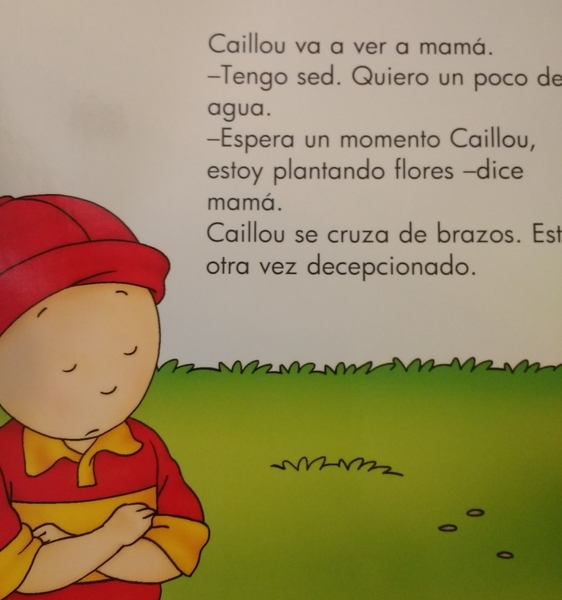 Caillou va a ver a mamá.
–Tengo sed. Quiero un poco de
agua.
–Espera un momento Caillou,
estoy plantando flores –dice
mamá.
Caillou se cruza de brazos. Est
otra vez decepcionado.